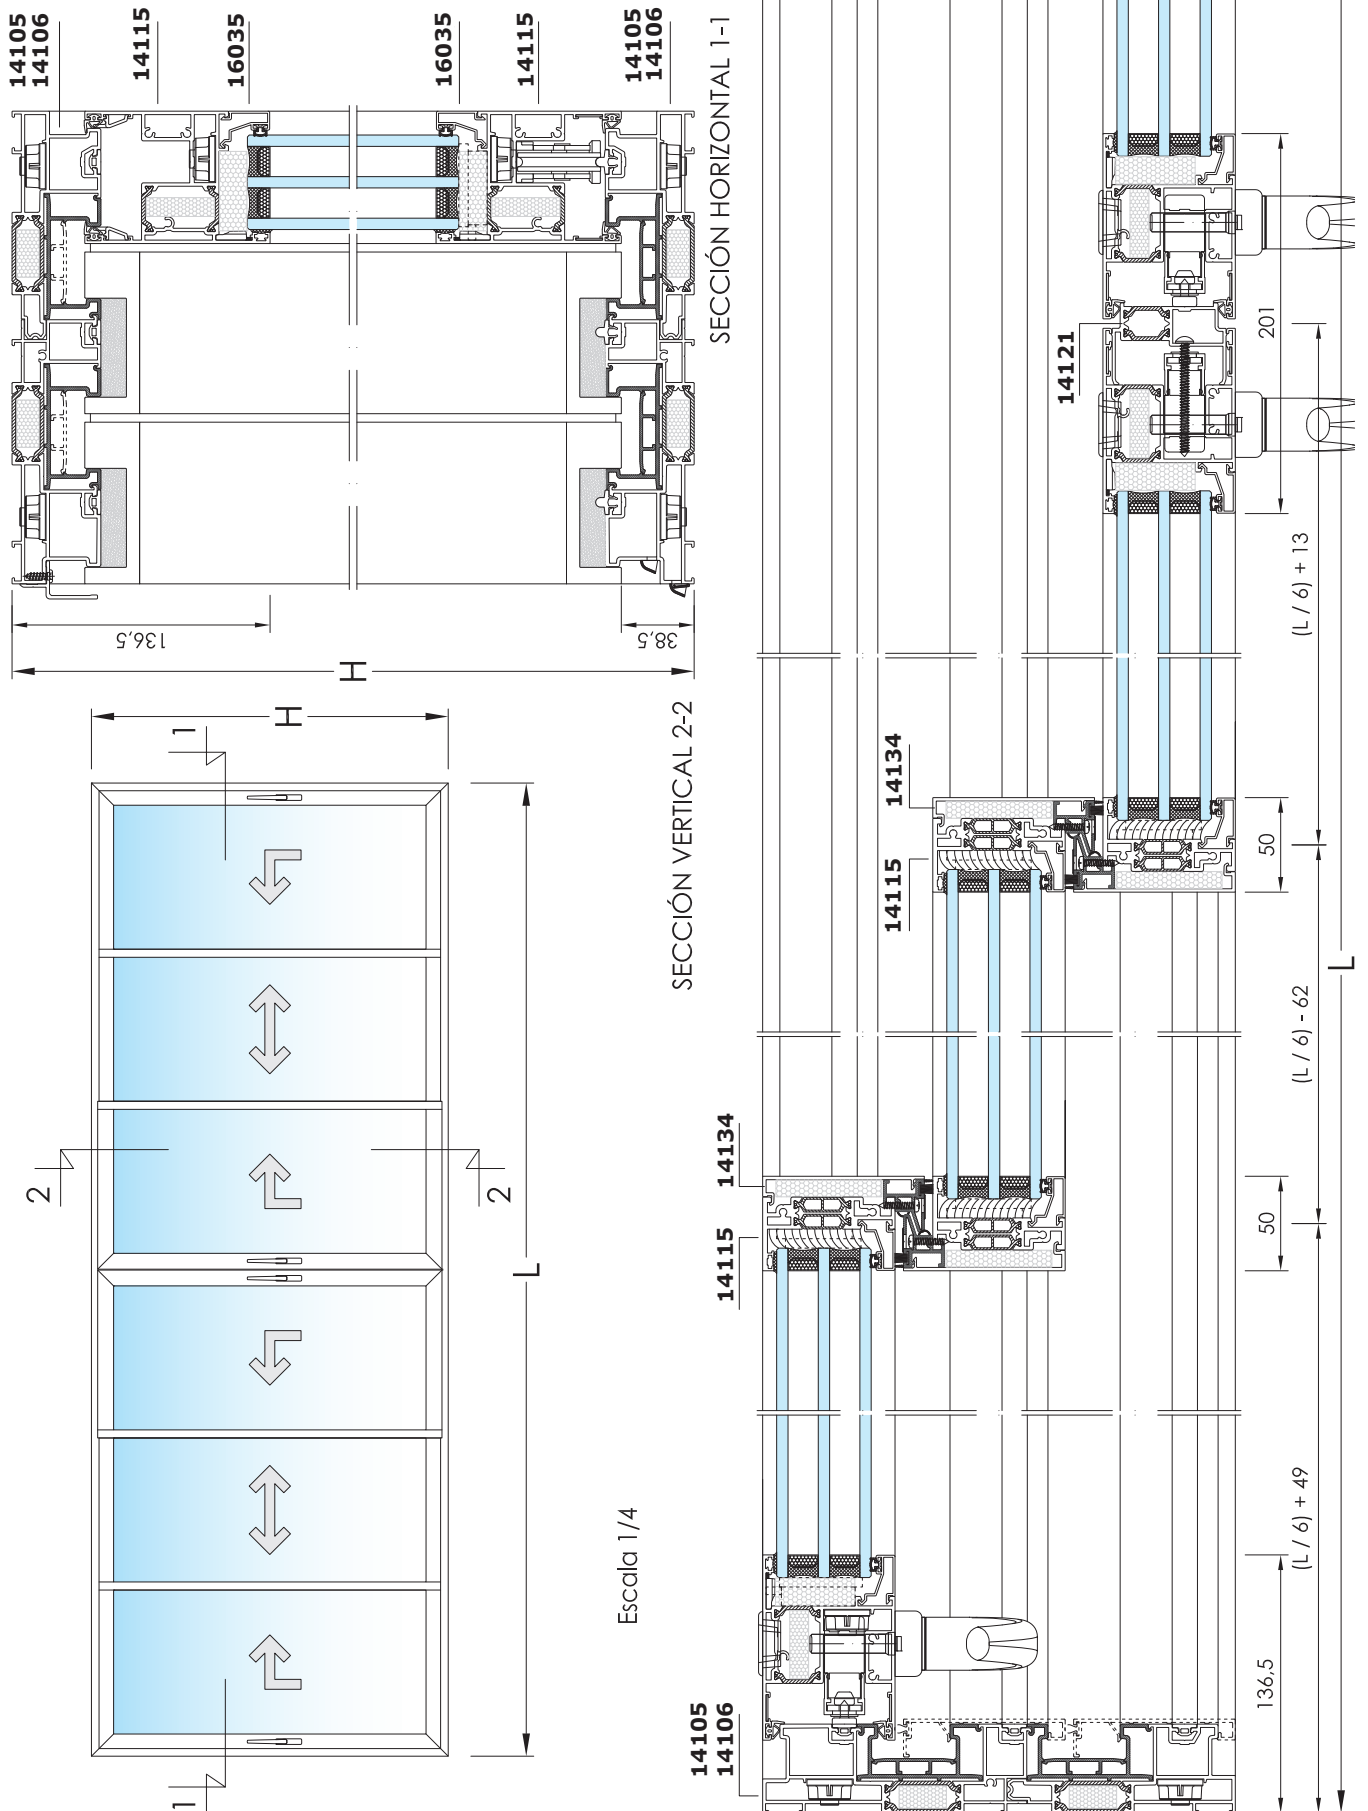 14105
14106
14115
16035
16035
14115
14105
14106
136,5
38,5
H
SECCIÓN HORIZONTAL 1-1
1
H
2
2
L
1
SECCIÓN VERTICAL 2-2
Escala 1/4
14121
201
(L / 6) + 13
14134
14115
50
(L / 6) - 62
L
14134
14115
50
(L / 6) + 49
14105
14106
136,5